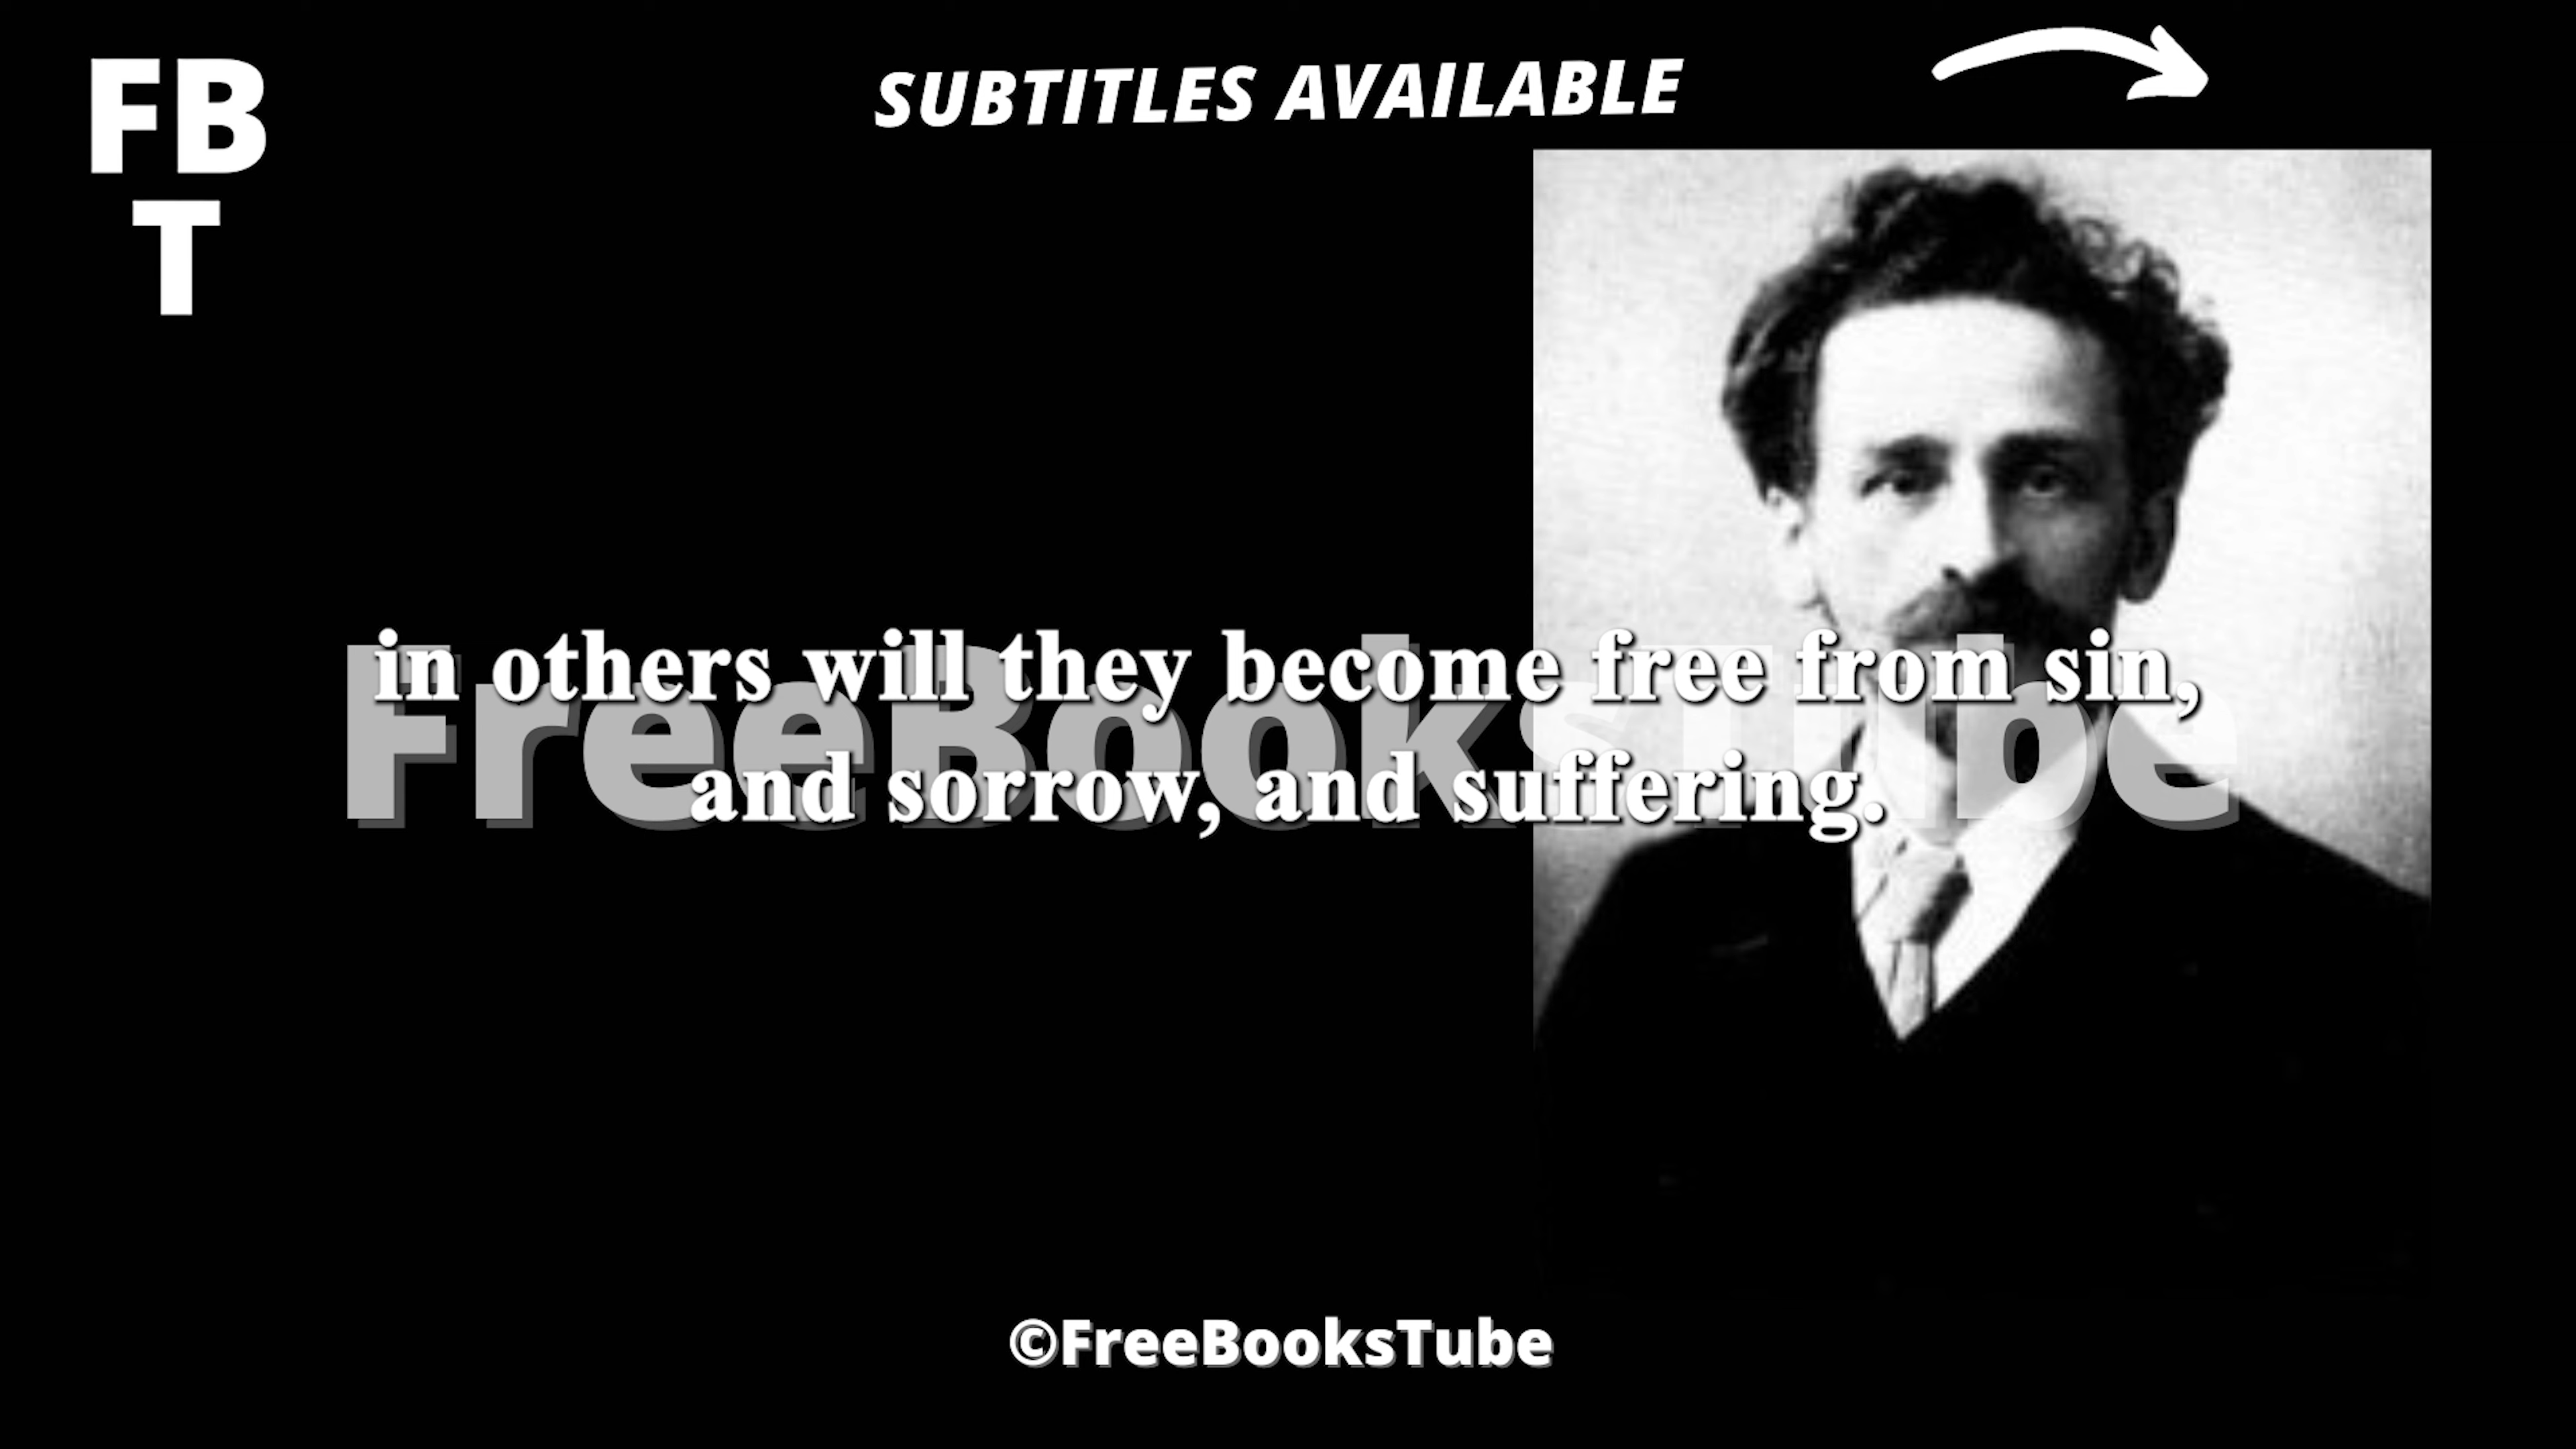 FB
T
SUBTITLES AVAILABLE
FreeBooksTube
in others will they become free from sin,
and sorrow, and suffering.
©FreeBooksTube